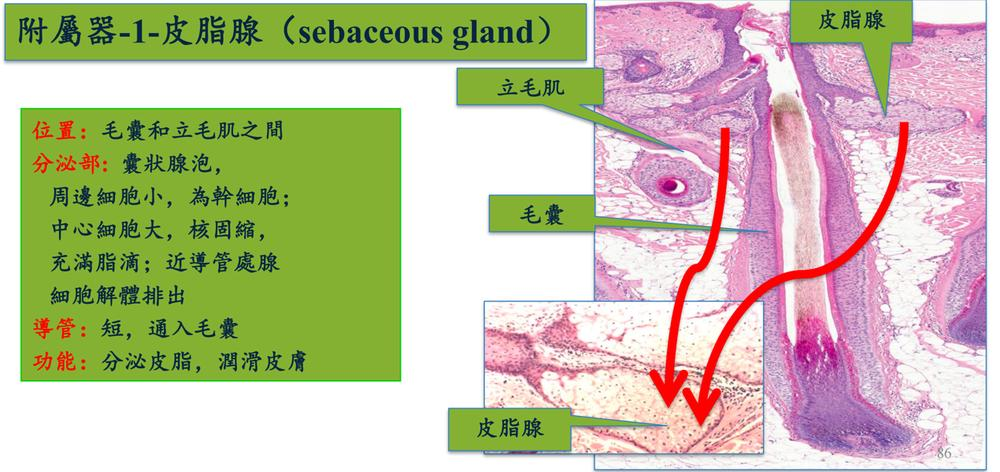 附屬器-1-皮脂腺（sebaceous gland）
皮脂腺
立毛肌
位置：毛囊和立毛肌之間
分泌部：囊狀腺泡，
周邊細胞小，為幹細胞；
中心細胞大，核固縮，
充滿脂滴；近導管處腺
細胞解體排出
導管：短，通入毛囊
功能：分泌皮脂，潤滑皮膚
毛囊
皮脂腺
86